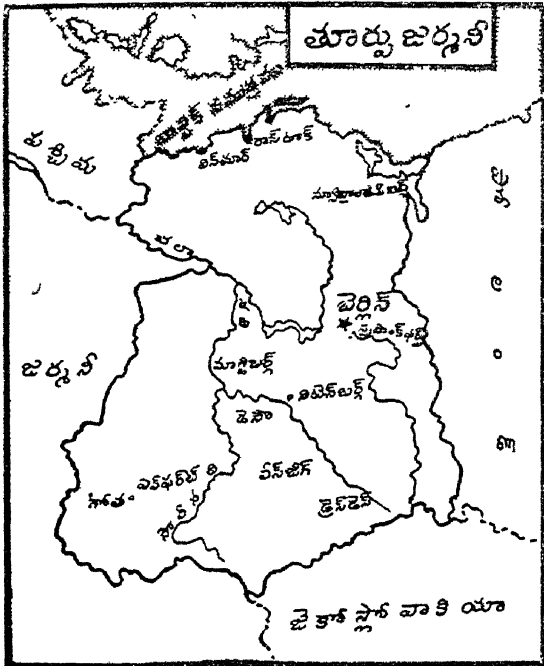 తూర్పు జర్మనీ
బాల్టిక్ సముద్రము
పశ్చిమ
రాస్‌టాక్
విస్‌మార్
పోలండ్
బెర్లిన్
జర్మనీ
మాగ్డిబర్గ్
విటెన్‌బర్గ్
డెసా
ఎర్‌ఫర్ట్
లీప్‌జిగ్
గోతా
డ్రెస్‌డెన్
జెకోస్లోవాకియా